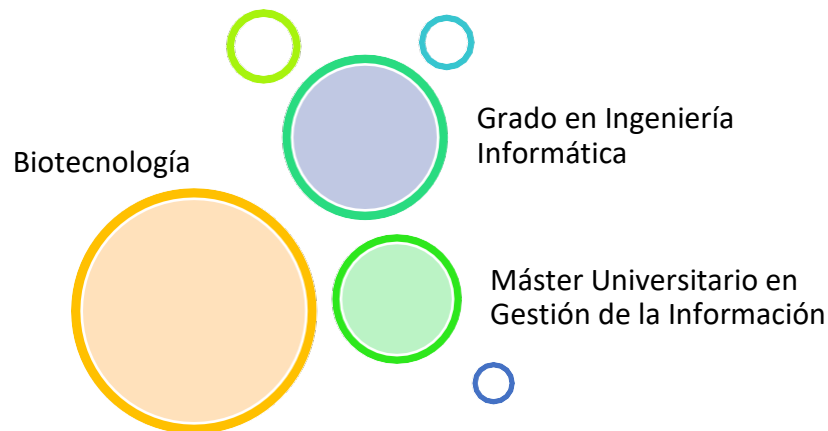 Biotecnología
Grado en Ingeniería
Informática
Máster Universitario en
Gestión de la Información